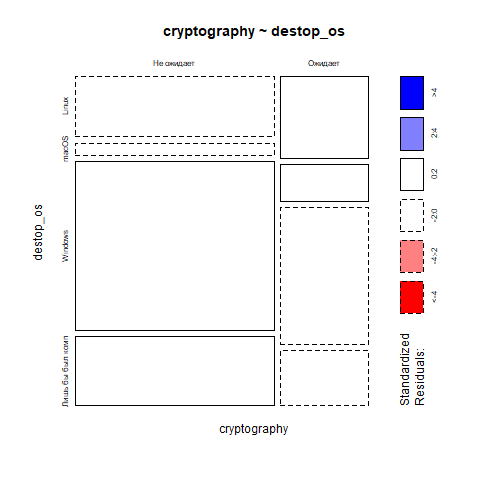 cryptography ~ destop_os
Не ожидает
Ожидает
Linux
macOS
Windows
Лишь бы был комп
destop_os
cryptography
>4
2:4
0:2
-2:0
-4:-2
<-4
Standardized
Residuals: